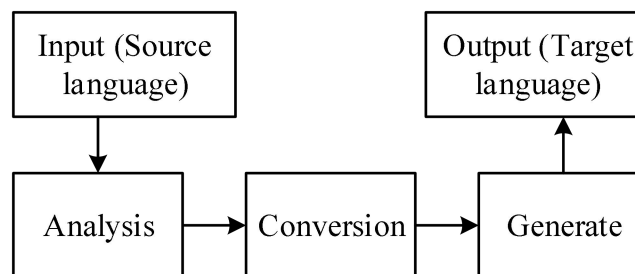 Input (Source
language)
Output (Target
language)
Analysis
Conversion
Generate